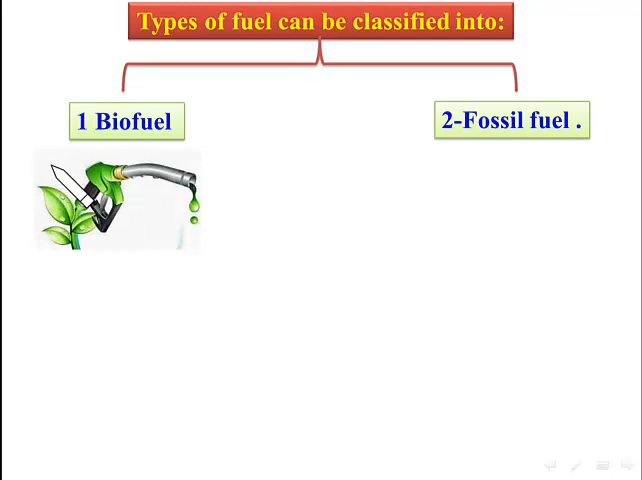 Types of fuel can be classified into:
1 Biofuel
2-Fossil fuel .